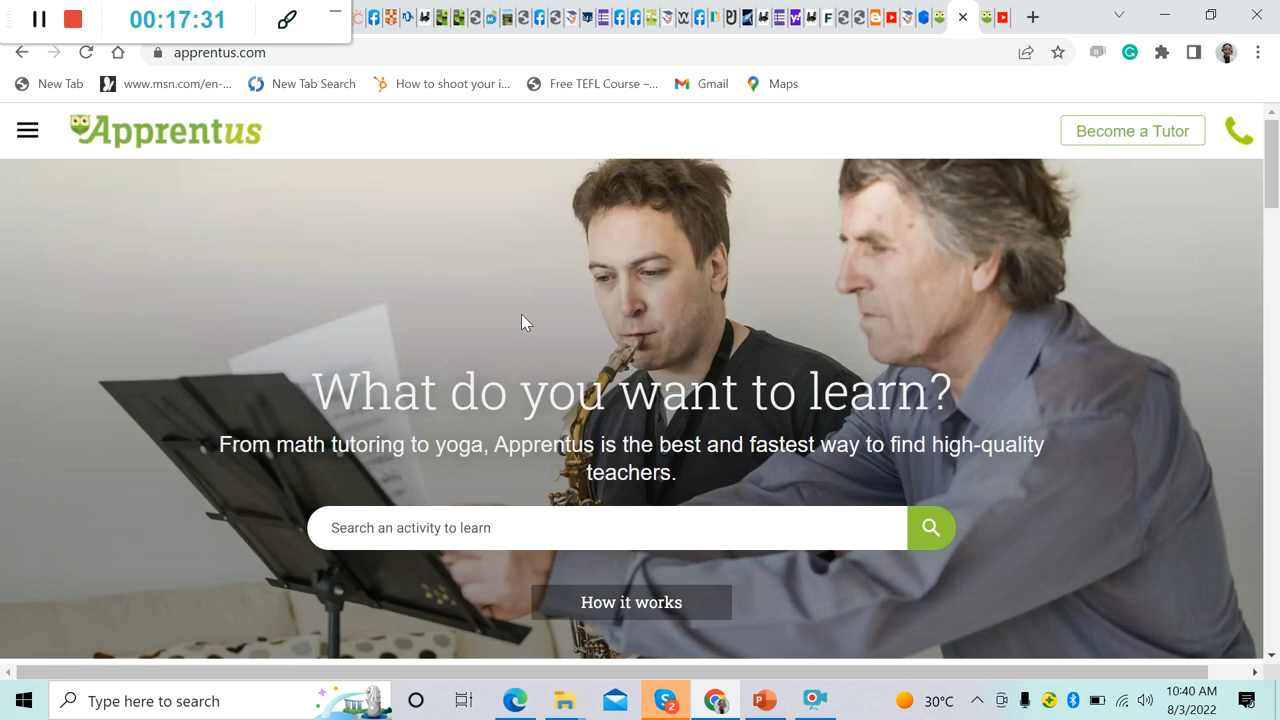 00:17:31
apprentus.com
New Tab
www.msn.com/en-...
New Tab Search
How to shoot your i...
Free TEFL Course –...
Gmail
Maps
Apprentus
Become a Tutor
What do you want to learn?
From math tutoring to yoga, Apprentus is the best and fastest way to find high-quality
teachers.
Search an activity to learn
How it works
Type here to search
2
30°C
10:40 AM
8/3/2022